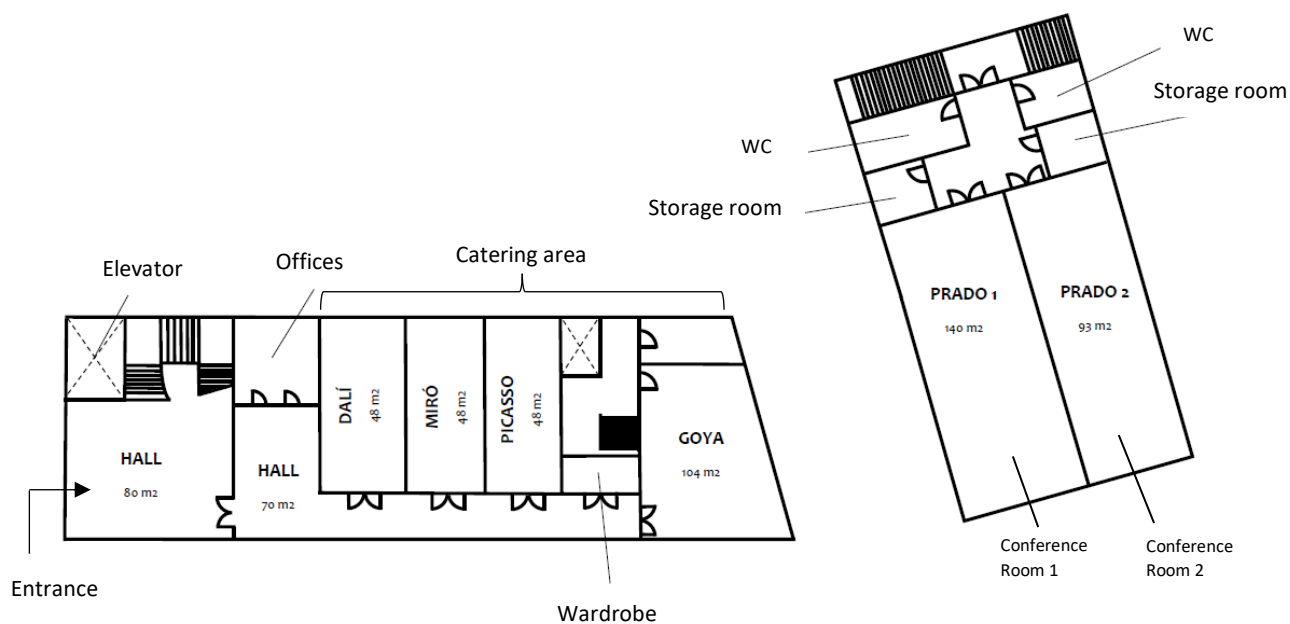 WC
Storage room
WC
Storage room
Elevator
Offices
Catering area
PRADO 1
140 m2
PRADO 2
93 m2
DALÍ
48 m2
MIRÓ
48 m2
PICASSO
48 m2
GOYA
104 m2
HALL
80 m2
HALL
70 m2
Entrance
Wardrobe
Conference
Room 1
Conference
Room 2